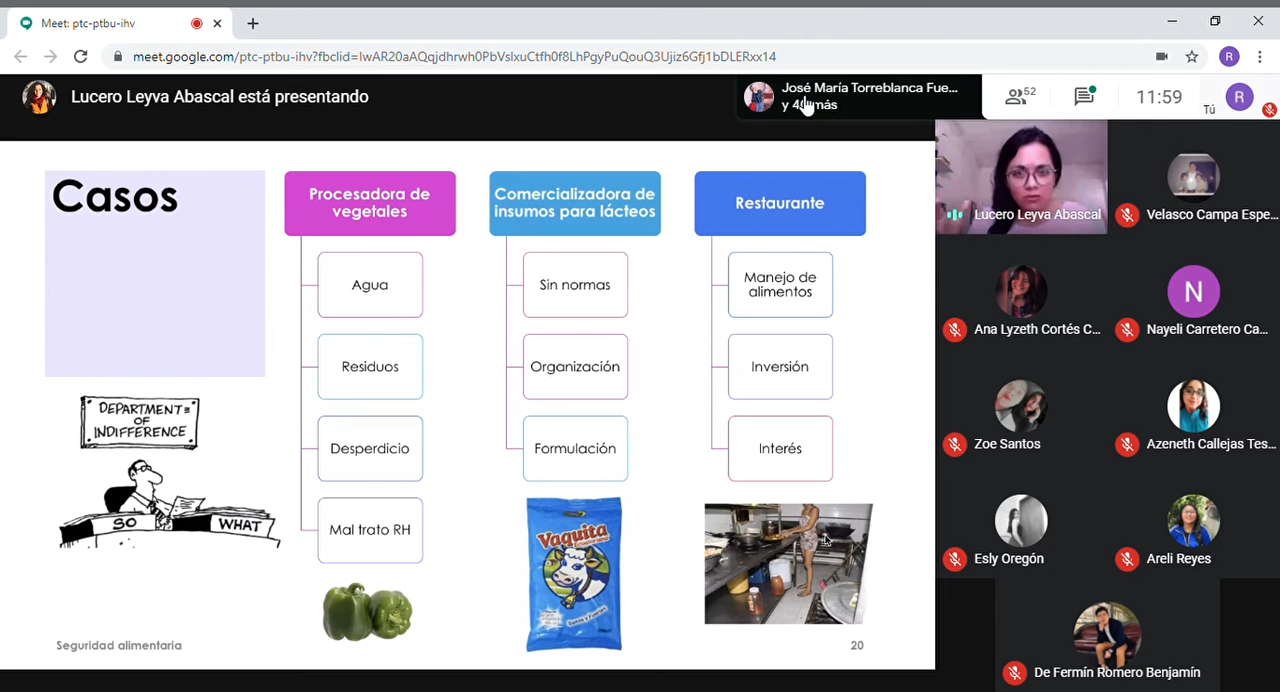 Meet: ptc-ptbu-ihv
meet.google.com/ptc-ptbu-ihv?fbclid=IwAR20aAQqjdhrwh0PbVslxuCtfh0f8LhPgyPuQouQ3Ujiz6Gfj1bDLERxx14
R
Lucero Leyva Abascal está presentando
José María Torreblanca Fue...
más
52
11:59
Tú
R
Casos
Procesadora de
vegetales
Agua
Residuos
Desperdicio
Mal trato RH
Comercializadora de
insumos para lácteos
Sin normas
Organización
Formulación
Restaurante
Manejo de
alimentos
Inversión
Interés
DEPARTMENT
OF
INDIFFERENCE
SO WHAT
Vaquita
Seguridad alimentaria
20
Lucero Leyva Abascal
Velasco Campa Espe...
Ana Lyzeth Cortés C...
N
Nayeli Carretero Ca...
Zoe Santos
Azeneth Callejas Tes...
Esly Oregón
Areli Reyes
De Fermín Romero Benjamín